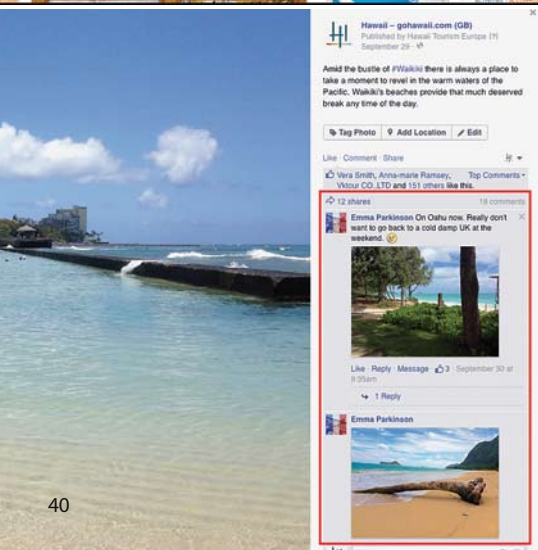 Hawaii – gohawaii.com (GB)
Published by Hawaii Tourism Europe [?]
September 29 ·
Amid the bustle of #Waikiki there is always a place to
take a moment to revel in the warm waters of the
Pacific. Waikiki's beaches provide that much deserved
break any time of the day.
Tag Photo Add Location Edit
Like · Comment · Share
Vera Smith, Anna-marie Ramsey, Top Comments
Vktour CO.,LTD and 151 others like this.
12 shares 18 comments
Emma Parkinson On Oahu now. Really don't
want to go back to a cold damp UK at the
weekend.
Like · Reply · Message · 3 · September 30 at
9:35am
1 Reply
Emma Parkinson
40